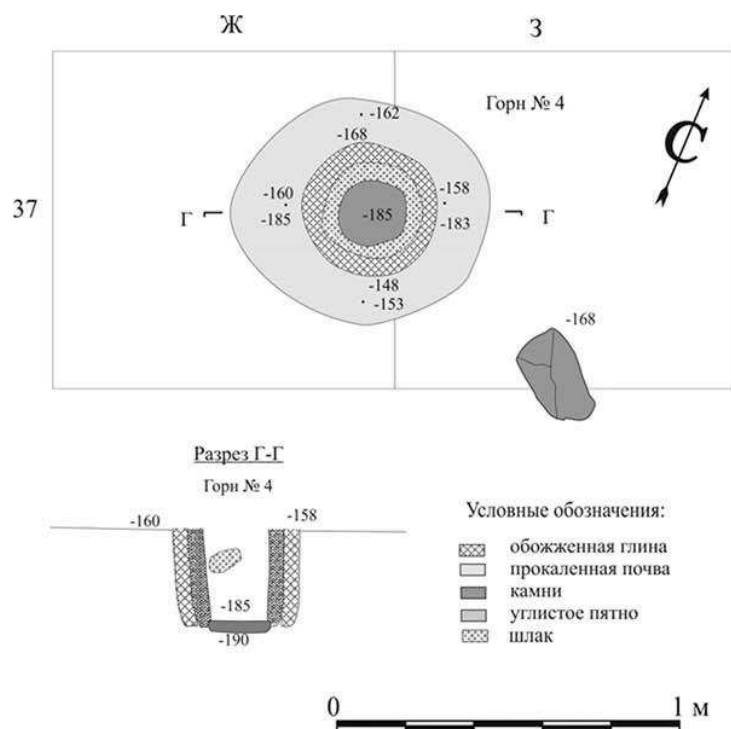 Ж З
Горн № 4
-162
-168
С
-160 -158
37
Г -185 -185 -183 Г
-148
-153
-168
Разрез Г-Г
Горн № 4
-160 -158
-185
-190
Условные обозначения:
обожженная глина
прокаленная почва
камни
углистое пятно
шлак
0 1 м